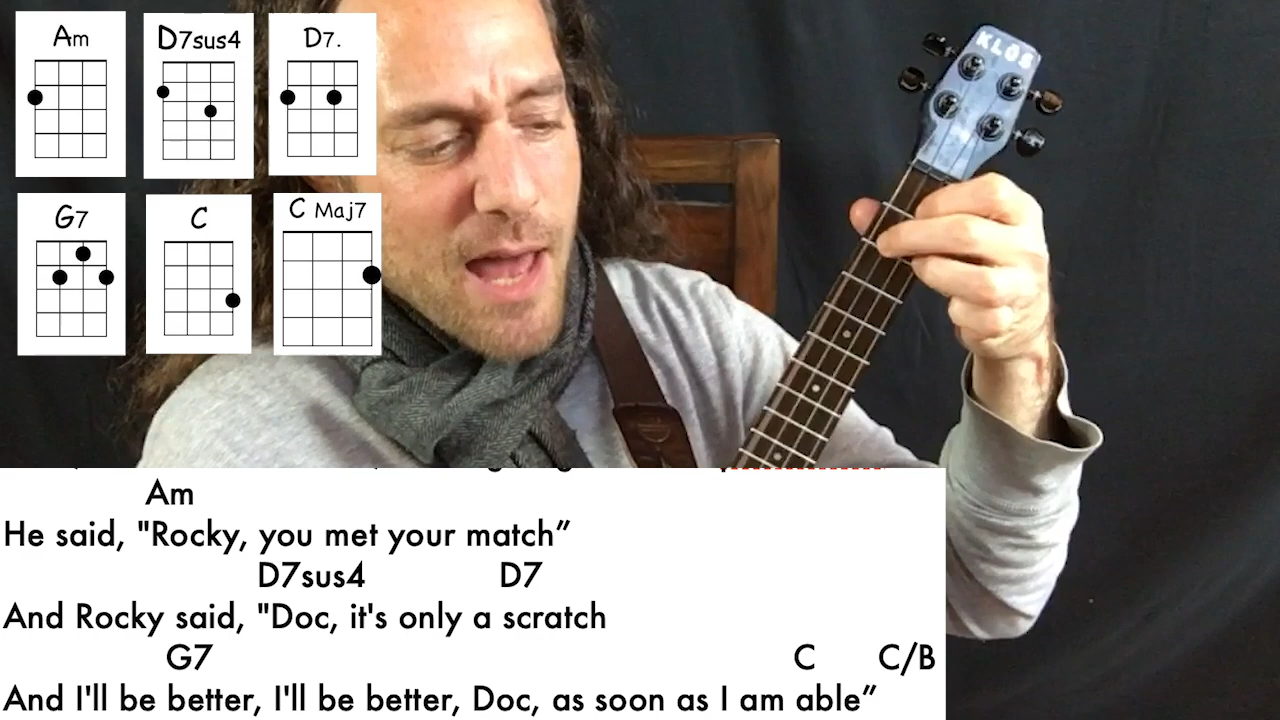 Am
D7sus4
D7.
G7
C
C Maj7
KLŌS
Am
He said, "Rocky, you met your match”
D7sus4 D7
And Rocky said, "Doc, it's only a scratch
G7 C C/B
And I'll be better, I'll be better, Doc, as soon as I am able”